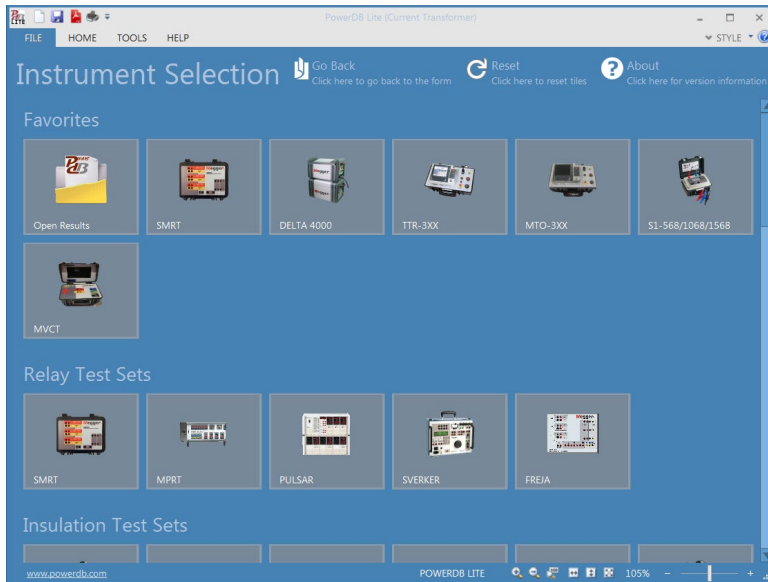 LITE
PowerDB Lite (Current Transformer)
FILE HOME TOOLS HELP
STYLE
Instrument Selection
Go Back
Click here to go back to the form
Reset
Click here to reset tiles
About
Click here for version information
Favorites
Open Results
SMRT
DELTA 4000
TTR-3XX
MTO-3XX
S1-568/1068/1568
MVCT
Relay Test Sets
SMRT
MPRT
PULSAR
SVERKER
FREJA
Insulation Test Sets
www.powerdb.com
POWERDB LITE
105%